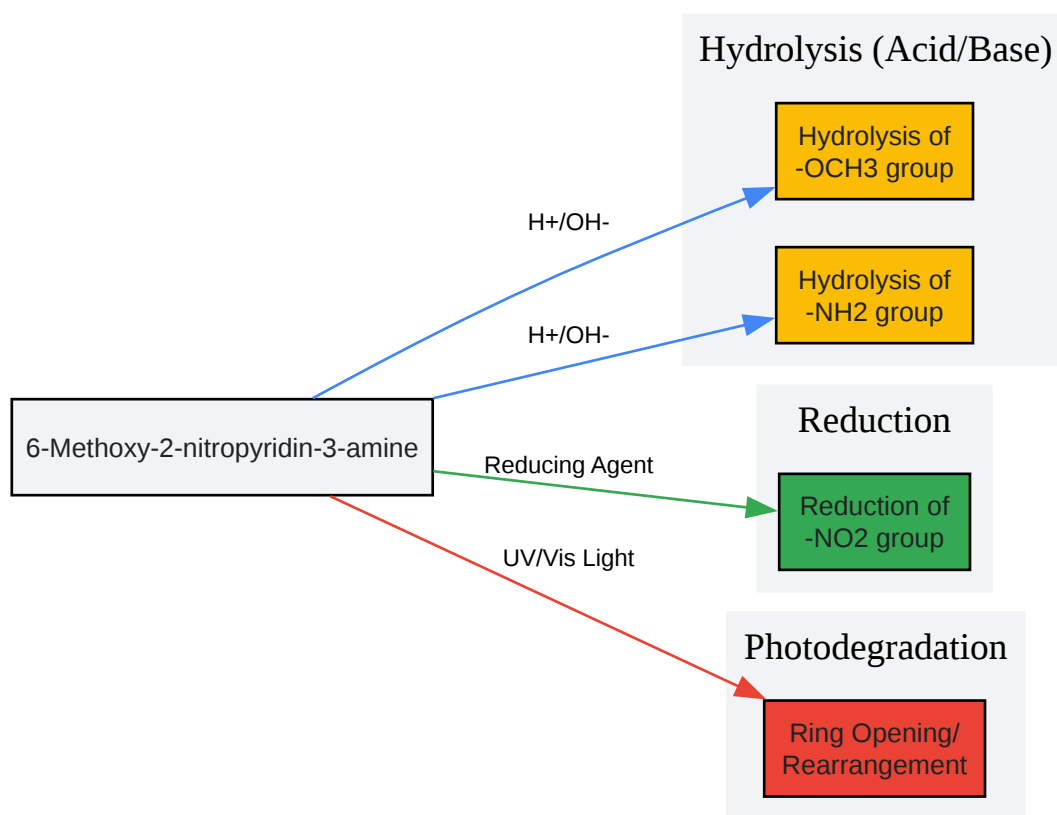 Hydrolysis (Acid/Base)
Hydrolysis of
-OCH3 group
H+/OH-
Hydrolysis of
-NH2 group
H+/OH-
6-Methoxy-2-nitropyridin-3-amine
Reduction
Reducing Agent
Reduction of
-NO2 group
UV/Vis Light
Photodegradation
Ring Opening/
Rearrangement